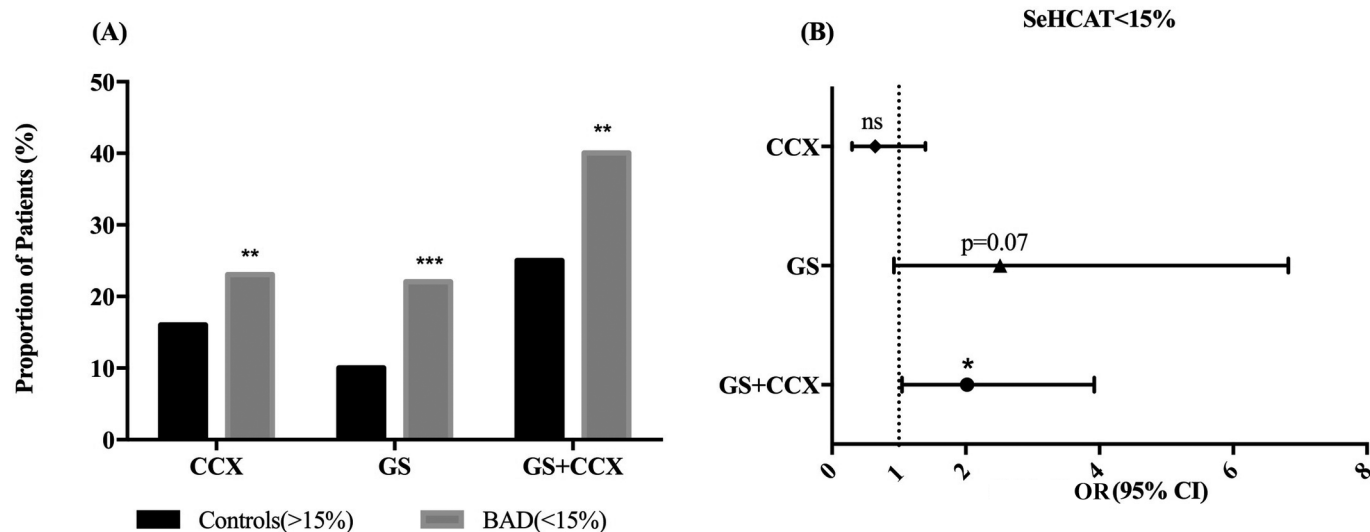 (A)
Proportion of Patients (%)
50
40
30
20
10
0
**
***
**
CCX
GS
GS+CCX
Controls(>15%)
BAD(<15%)
(B)
SeHCAT<15%
CCX
GS
GS+CCX
ns
p=0.07
*
0
1
2
4
6
8
OR(95% CI)